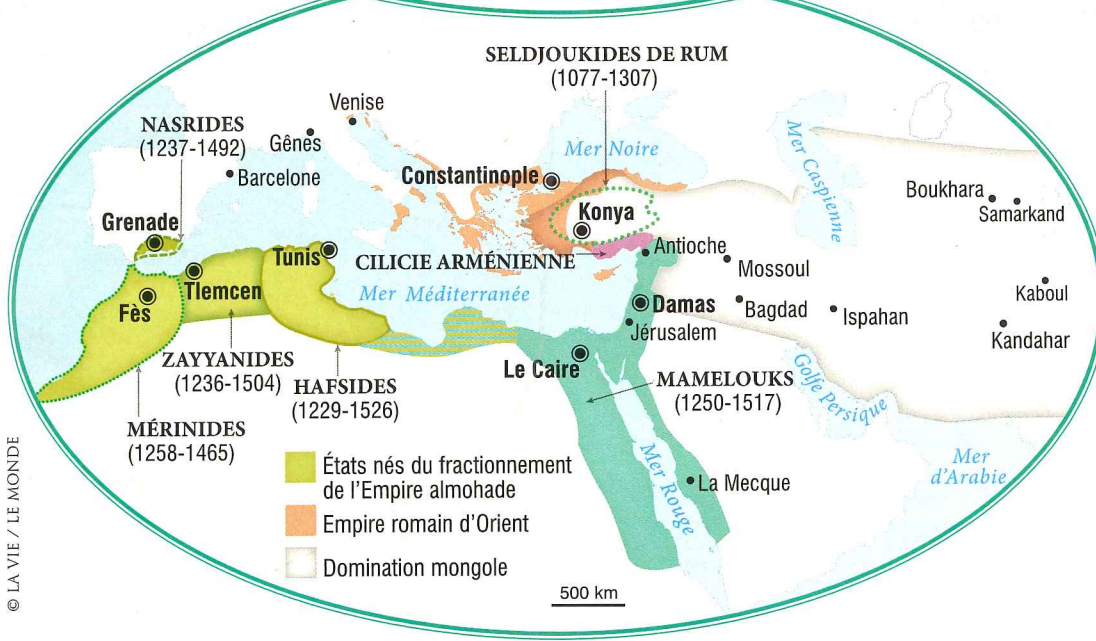 SELDJOUKIDES DE RUM
(1077-1307)
Venise
NASRIDES
(1237-1492)
Gênes
Mer Noire
Mer Caspienne
Barcelone
Constantinople
Boukhara
Samarkand
Grenade
Konya
Tunis
CILICIE ARMÉNIENNE
Antioche
Mossoul
Tlemcen
Mer Méditerranée
Fès
Damas
Bagdad
Ispahan
Kaboul
Jérusalem
Kandahar
ZAYYANIDES
(1236-1504)
HAFSIDES
(1229-1526)
Le Caire
MAMELOUKS
(1250-1517)
Golfe Persique
MÉRINIDES
(1258-1465)
Mer Rouge
La Mecque
Mer
d'Arabie
États nés du fractionnement
de l'Empire almohade
Empire romain d'Orient
Domination mongole
500 km
© LA VIE / LE MONDE